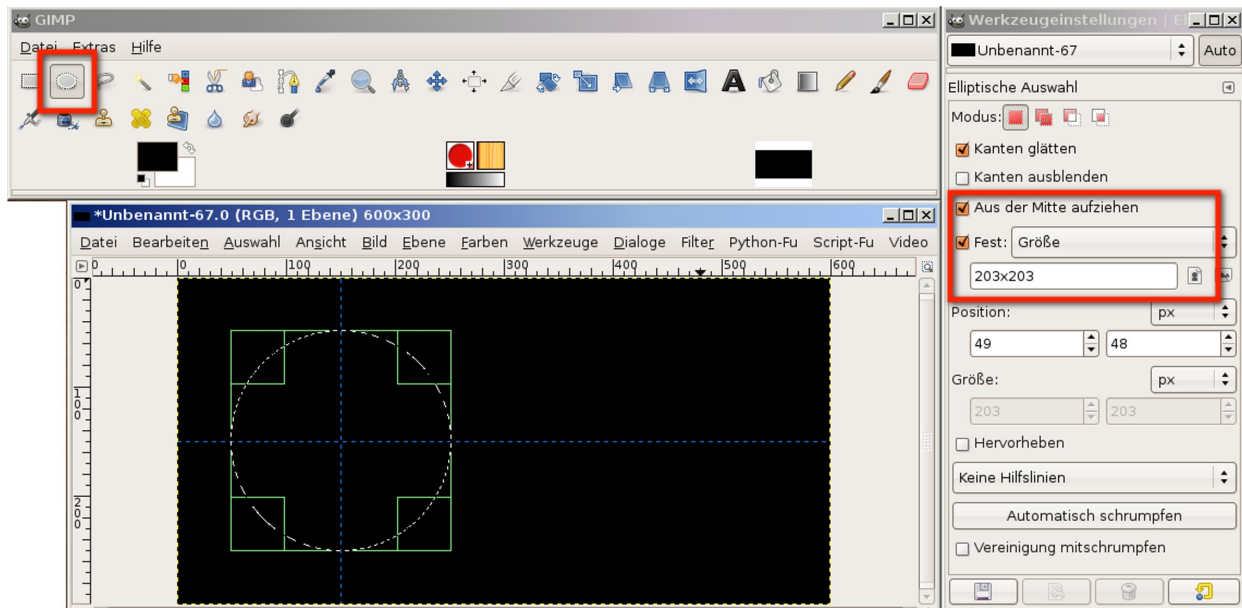 GIMP
Datei Extras Hilfe
*Unbenannt-67.0 (RGB, 1 Ebene) 600x300
Datei Bearbeiten Auswahl Ansicht Bild Ebene Farben Werkzeuge Dialoge Filter Python-Fu Script-Fu Video
0 0 100 200 300 400 500 600
0
100
200
Werkzeugeinstellungen
Unbenannt-67
Auto
Elliptische Auswahl
Modus:
Kanten glätten
Kanten ausblenden
Aus der Mitte aufziehen
Fest: Größe
203x203
Position: px
49 48
Größe: px
203 203
Hervorheben
Keine Hilfslinien
Automatisch schrumpfen
Vereinigung mitschrumpfen